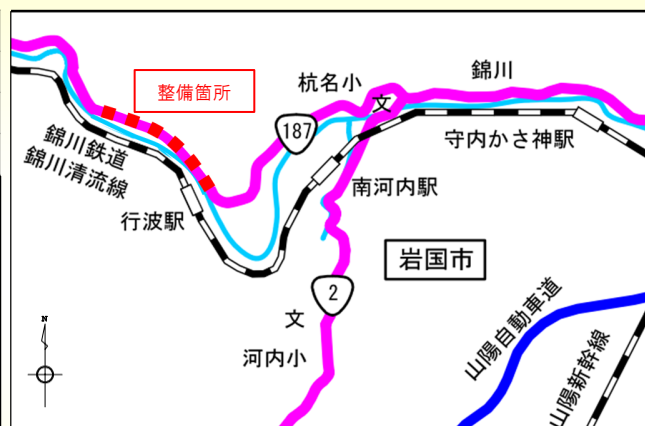 整備箇所
杭名小
文
錦川
187
守内かさ神駅
錦川鉄道
錦川清流線
南河内駅
行波駅
岩国市
2
文
河内小
山陽自動車道
山陽新幹線
N